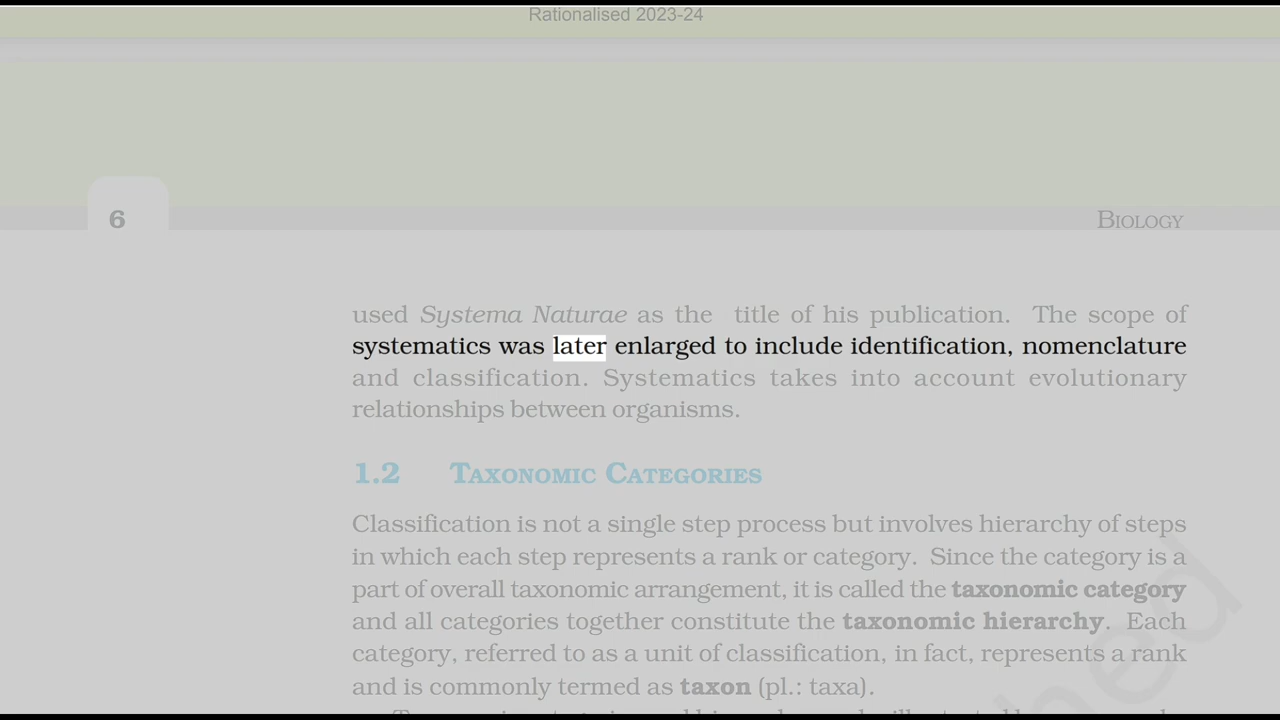 Rationalised 2023-24
6
BIOLOGY
used Systema Naturae as the title of his publication. The scope of
systematics was later enlarged to include identification, nomenclature
and classification. Systematics takes into account evolutionary
relationships between organisms.
1.2 TAXONOMIC CATEGORIES
Classification is not a single step process but involves hierarchy of steps
in which each step represents a rank or category. Since the category is a
part of overall taxonomic arrangement, it is called the taxonomic category
and all categories together constitute the taxonomic hierarchy. Each
category, referred to as a unit of classification, in fact, represents a rank
and is commonly termed as taxon (pl.: taxa).